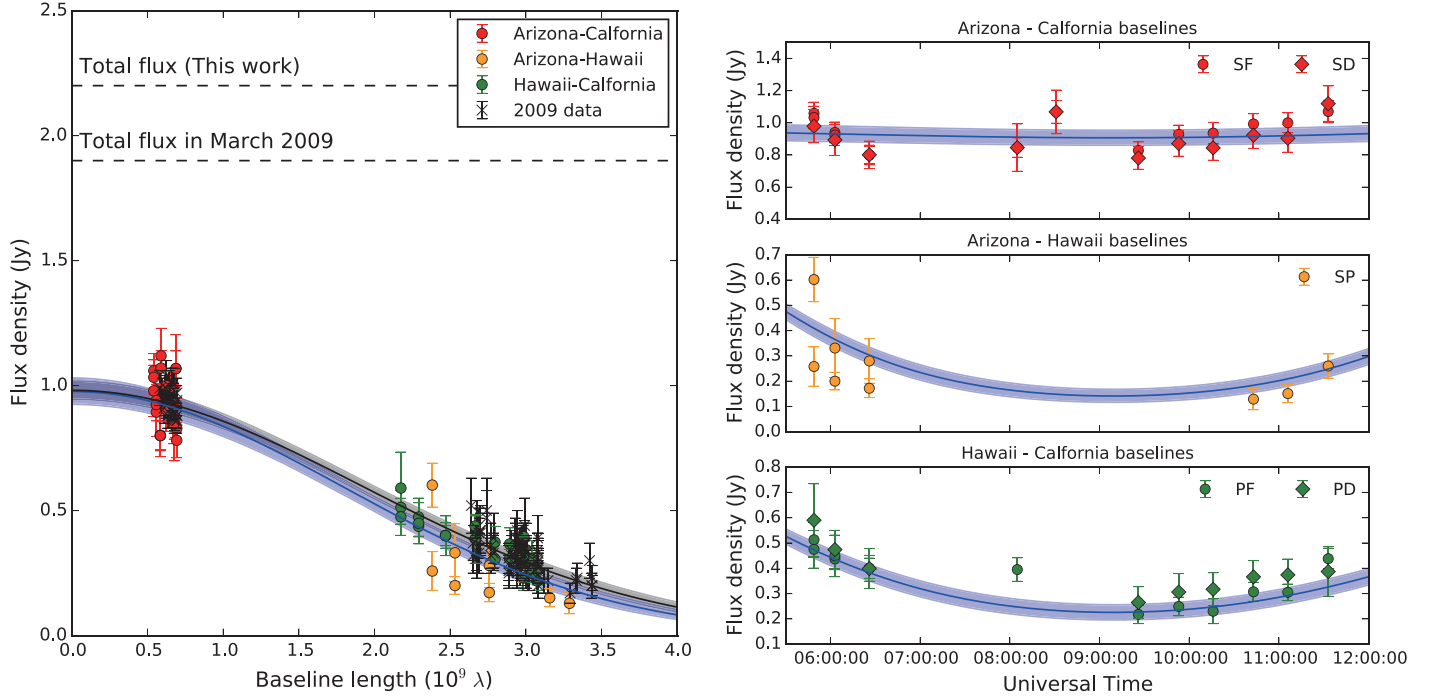 Flux density (Jy)
2.5
2.0
1.5
1.0
0.5
0.0
Total flux (This work)
Total flux in March 2009
Arizona-Calfornia
Arizona-Hawaii
Hawaii-Calfornia
2009 data
0.0 0.5 1.0 1.5 2.0 2.5 3.0 3.5 4.0
Baseline length (10⁹ λ)
Arizona - Calfornia baselines
Flux density (Jy)
1.4
1.2
1.0
0.8
0.6
0.4
SF SD
Arizona - Hawaii baselines
Flux density (Jy)
0.7
0.6
0.5
0.4
0.3
0.2
0.1
0.0
SP
Hawaii - Calfornia baselines
Flux density (Jy)
0.8
0.7
0.6
0.5
0.4
0.3
0.2
0.1
PF PD
06:00:00 07:00:00 08:00:00 09:00:00 10:00:00 11:00:00 12:00:00
Universal Time